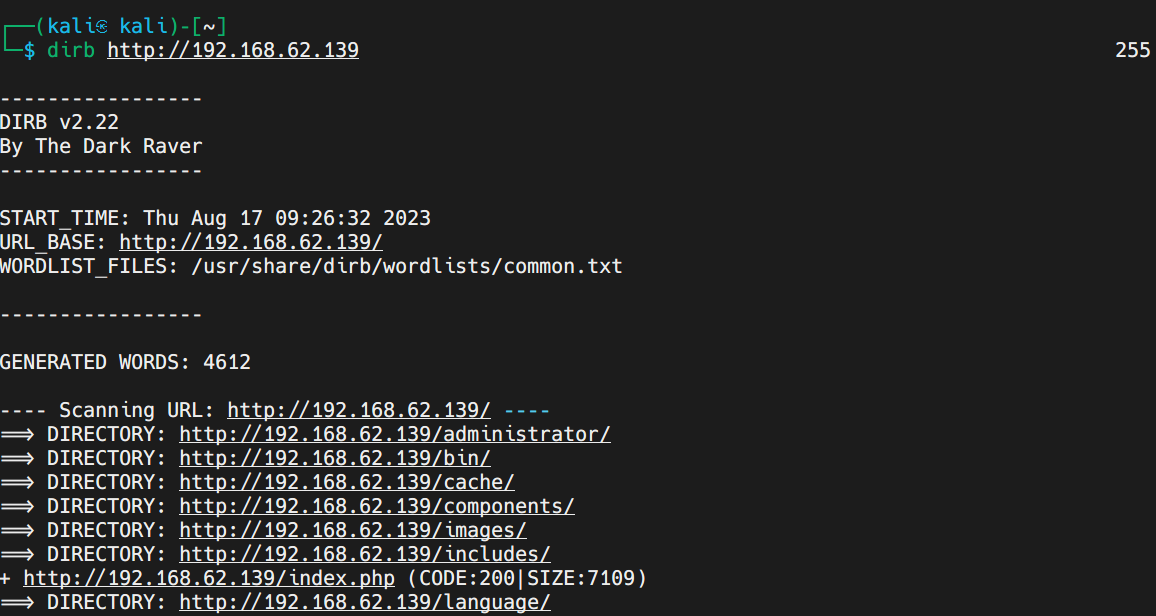 ┌──(kali㉿kali)-[~]
└─$ dirb http://192.168.62.139 255
-----------------
DIRB v2.22
By The Dark Raver
-----------------
START_TIME: Thu Aug 17 09:26:32 2023
URL_BASE: http://192.168.62.139/
WORDLIST_FILES: /usr/share/dirb/wordlists/common.txt
-----------------
GENERATED WORDS: 4612
---- Scanning URL: http://192.168.62.139/ ----
==> DIRECTORY: http://192.168.62.139/administrator/
==> DIRECTORY: http://192.168.62.139/bin/
==> DIRECTORY: http://192.168.62.139/cache/
==> DIRECTORY: http://192.168.62.139/components/
==> DIRECTORY: http://192.168.62.139/images/
==> DIRECTORY: http://192.168.62.139/includes/
+ http://192.168.62.139/index.php (CODE:200|SIZE:7109)
==> DIRECTORY: http://192.168.62.139/language/